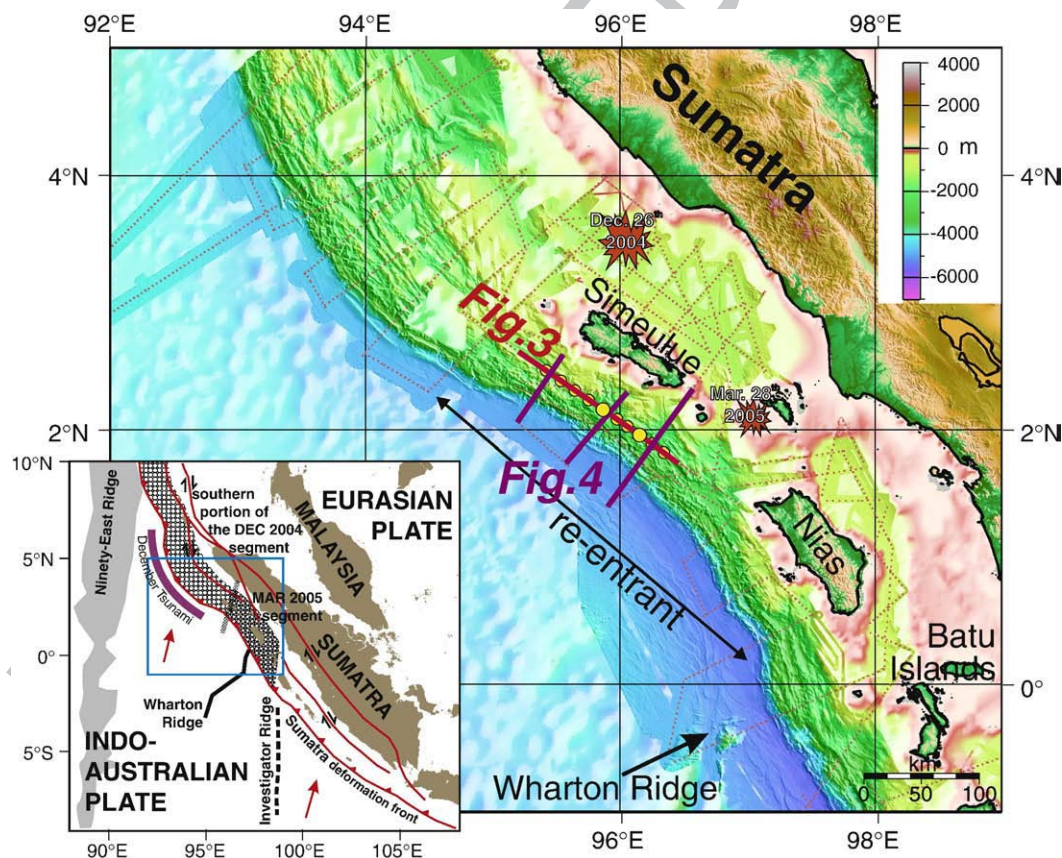 92°E
94°E
96°E
98°E
4000
2000
0 m
-2000
-4000
-6000
Sumatra
4°N
4°N
Dec. 26
2004
Fig.3
Simeulue
Mar. 28
2005
2°N
2°N
Fig.4
re-entrant
Nias
Batu
Islands
0°
Wharton Ridge
km
0 50 100
96°E
98°E
10°N
5°N
0°
5°S
Ninety-East Ridge
southern
portion of
the DEC 2004
segment
EURASIAN
PLATE
MALAYSIA
December Tsunami
MAR 2005
segment
SUMATRA
Wharton
Ridge
INDO-
AUSTRALIAN
PLATE
Investigator Ridge
Sumatra deformation front
90°E
95°E
100°E
105°E